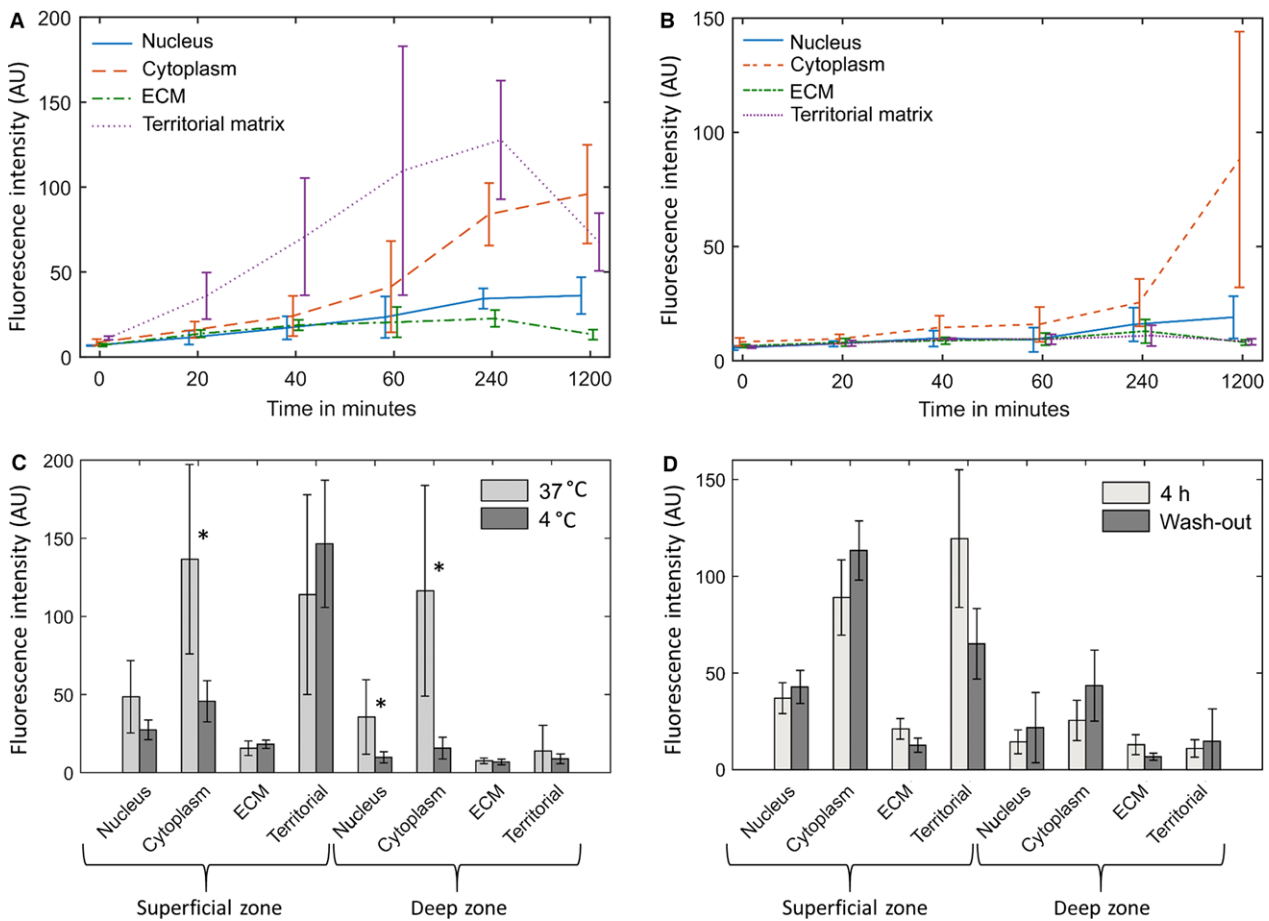 A
Fluorescence intensity (AU)
200
150
100
50
0
Nucleus
Cytoplasm
ECM
Territorial matrix
0 20 40 60 240 1200
Time in minutes
B
Fluorescence intensity (AU)
150
100
50
0
Nucleus
Cytoplasm
ECM
Territorial matrix
0 20 40 60 240 1200
Time in minutes
C
Fluorescence intensity (AU)
200
150
100
50
0
37 °C
4 °C
*
*
*
Nucleus Cytoplasm ECM Territorial Nucleus Cytoplasm ECM Territorial
Superficial zone Deep zone
D
Fluorescence intensity (AU)
150
100
50
0
4 h
Wash-out
Nucleus Cytoplasm ECM Territorial Nucleus Cytoplasm ECM Territorial
Superficial zone Deep zone